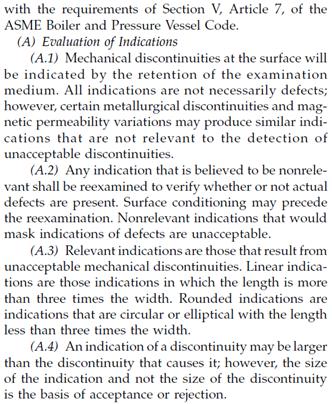 with the requirements of Section V, Article 7, of the
ASME Boiler and Pressure Vessel Code.
(A) Evaluation of Indications
(A.1) Mechanical discontinuities at the surface will
be indicated by the retention of the examination
medium. All indications are not necessarily defects;
however, certain metallurgical discontinuities and mag-
netic permeability variations may produce similar indi-
cations that are not relevant to the detection of
unacceptable discontinuities.
(A.2) Any indication that is believed to be nonrele-
vant shall be reexamined to verify whether or not actual
defects are present. Surface conditioning may precede
the reexamination. Nonrelevant indications that would
mask indications of defects are unacceptable.
(A.3) Relevant indications are those that result from
unacceptable mechanical discontinuities. Linear indica-
tions are those indications in which the length is more
than three times the width. Rounded indications are
indications that are circular or elliptical with the length
less than three times the width.
(A.4) An indication of a discontinuity may be larger
than the discontinuity that causes it; however, the size
of the indication and not the size of the discontinuity
is the basis of acceptance or rejection.